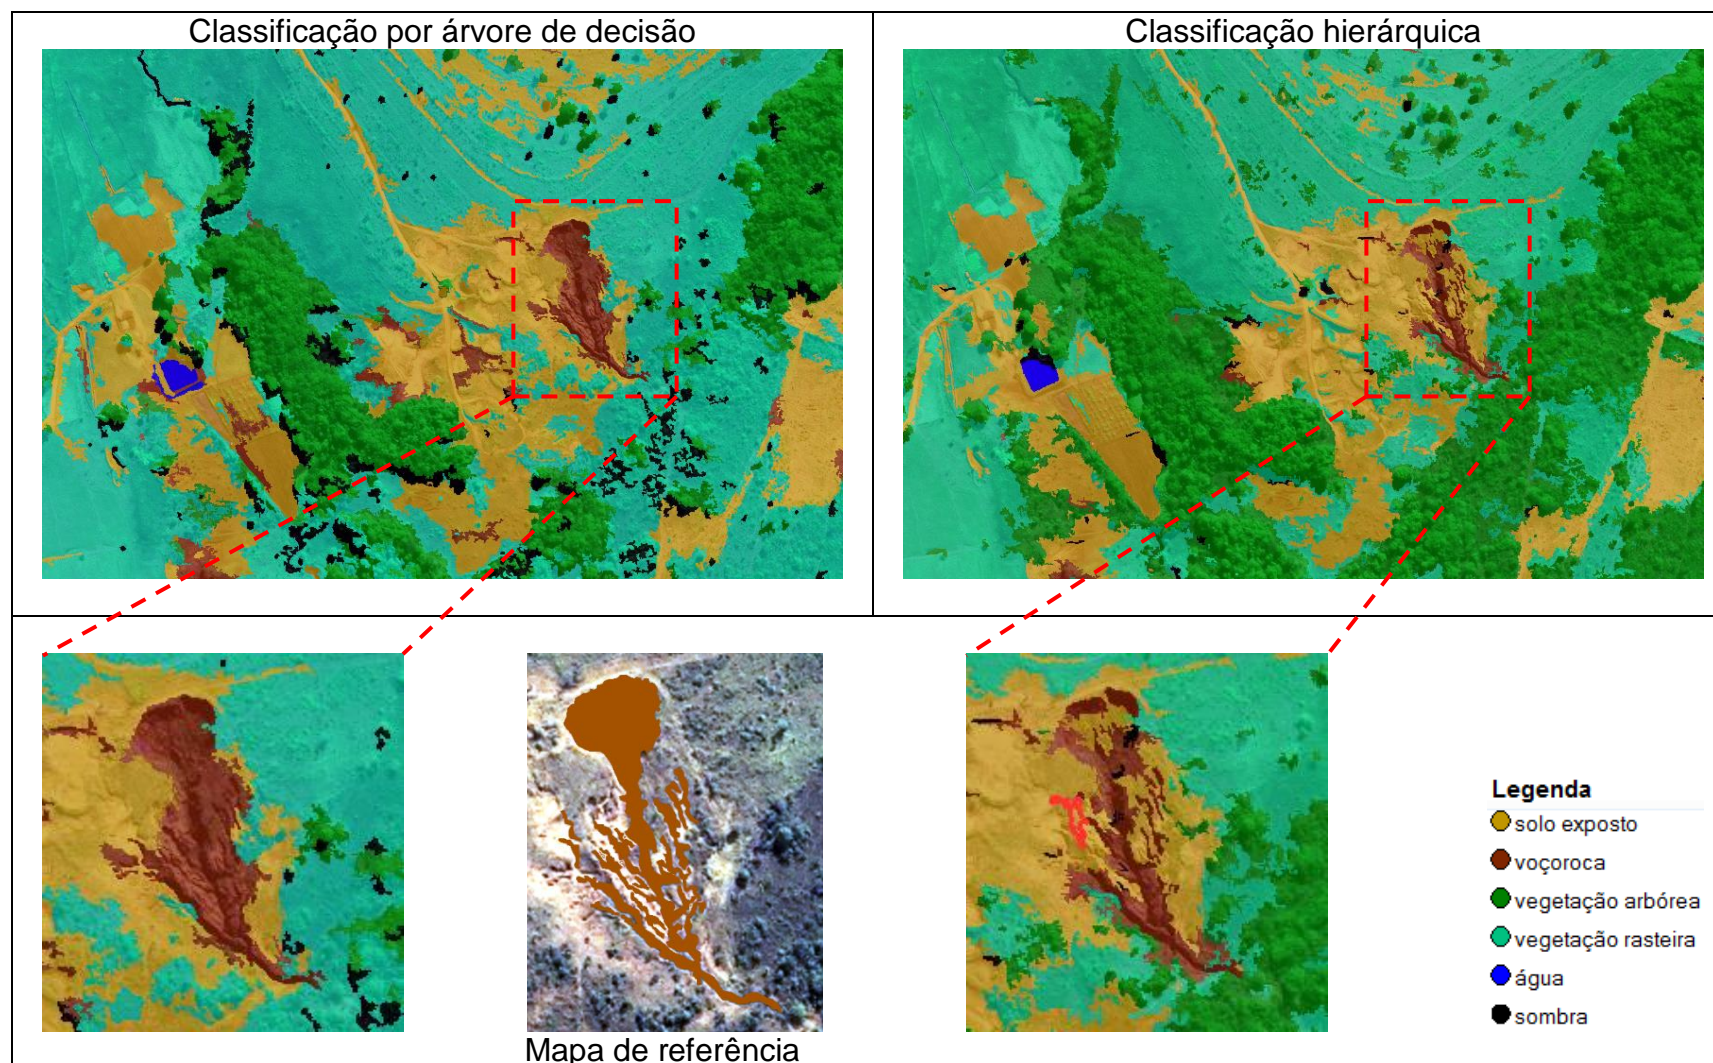 Classificação por árvore de decisão
Classificação hierárquica
Mapa de referência
Legenda
solo exposto
voçoroca
vegetação arbórea
vegetação rasteira
água
sombra